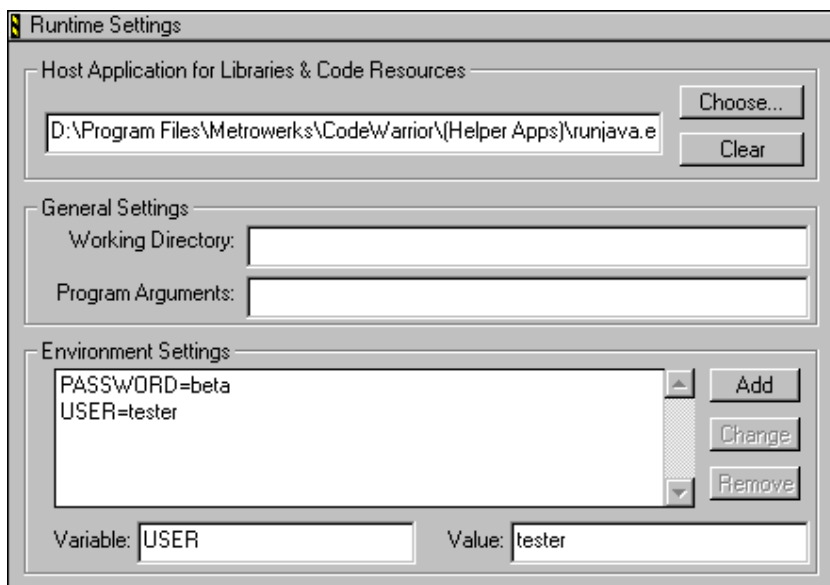 Runtime Settings
Host Application for Libraries & Code Resources
Choose...
D:\Program Files\Metrowerks\CodeWarrior\(Helper Apps)\runjava.e
Clear
General Settings
Working Directory:
Program Arguments:
Environment Settings
PASSWORD=beta
Add
USER=tester
Change
Remove
Variable: USER Value: tester